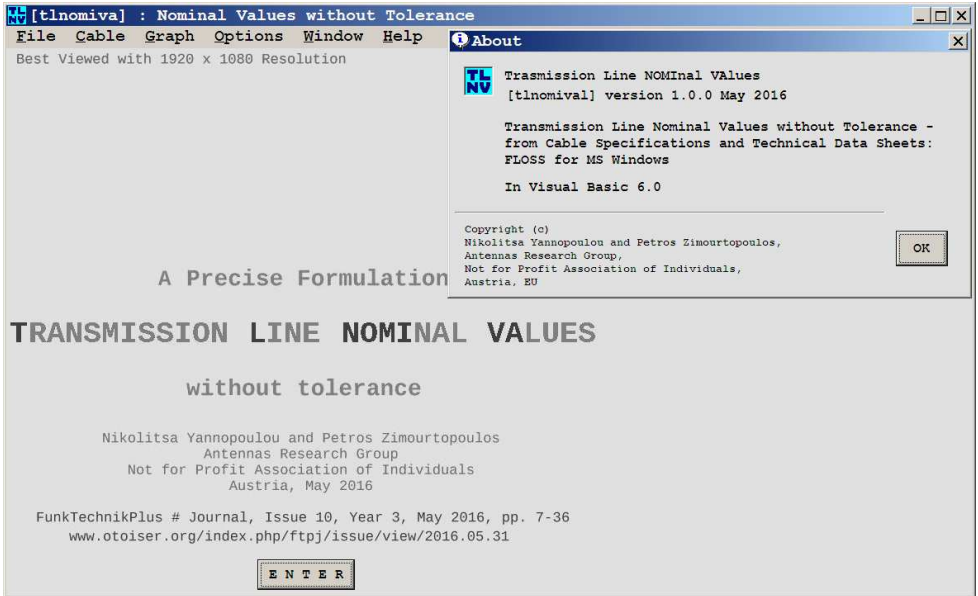 [tlnomiva] : Nominal Values without Tolerance
File Cable Graph Options Window Help
Best Viewed with 1920 x 1080 Resolution
About
TL
NV
Trasmission Line NOMInal VAlues
[tlnomival] version 1.0.0 May 2016
Transmission Line Nominal Values without Tolerance -
from Cable Specifications and Technical Data Sheets:
FLOSS for MS Windows
In Visual Basic 6.0
Copyright (c)
Nikolitsa Yannopoulou and Petros Zimourtopoulos,
Antennas Research Group,
Not for Profit Association of Individuals,
Austria, EU
OK
A Precise Formulation
TRANSMISSION LINE NOMINAL VALUES
without tolerance
Nikolitsa Yannopoulou and Petros Zimourtopoulos
Antennas Research Group
Not for Profit Association of Individuals
Austria, May 2016
FunkTechnikPlus # Journal, Issue 10, Year 3, May 2016, pp. 7-36
www.otoiser.org/index.php/ftpj/issue/view/2016.05.31
E N T E R